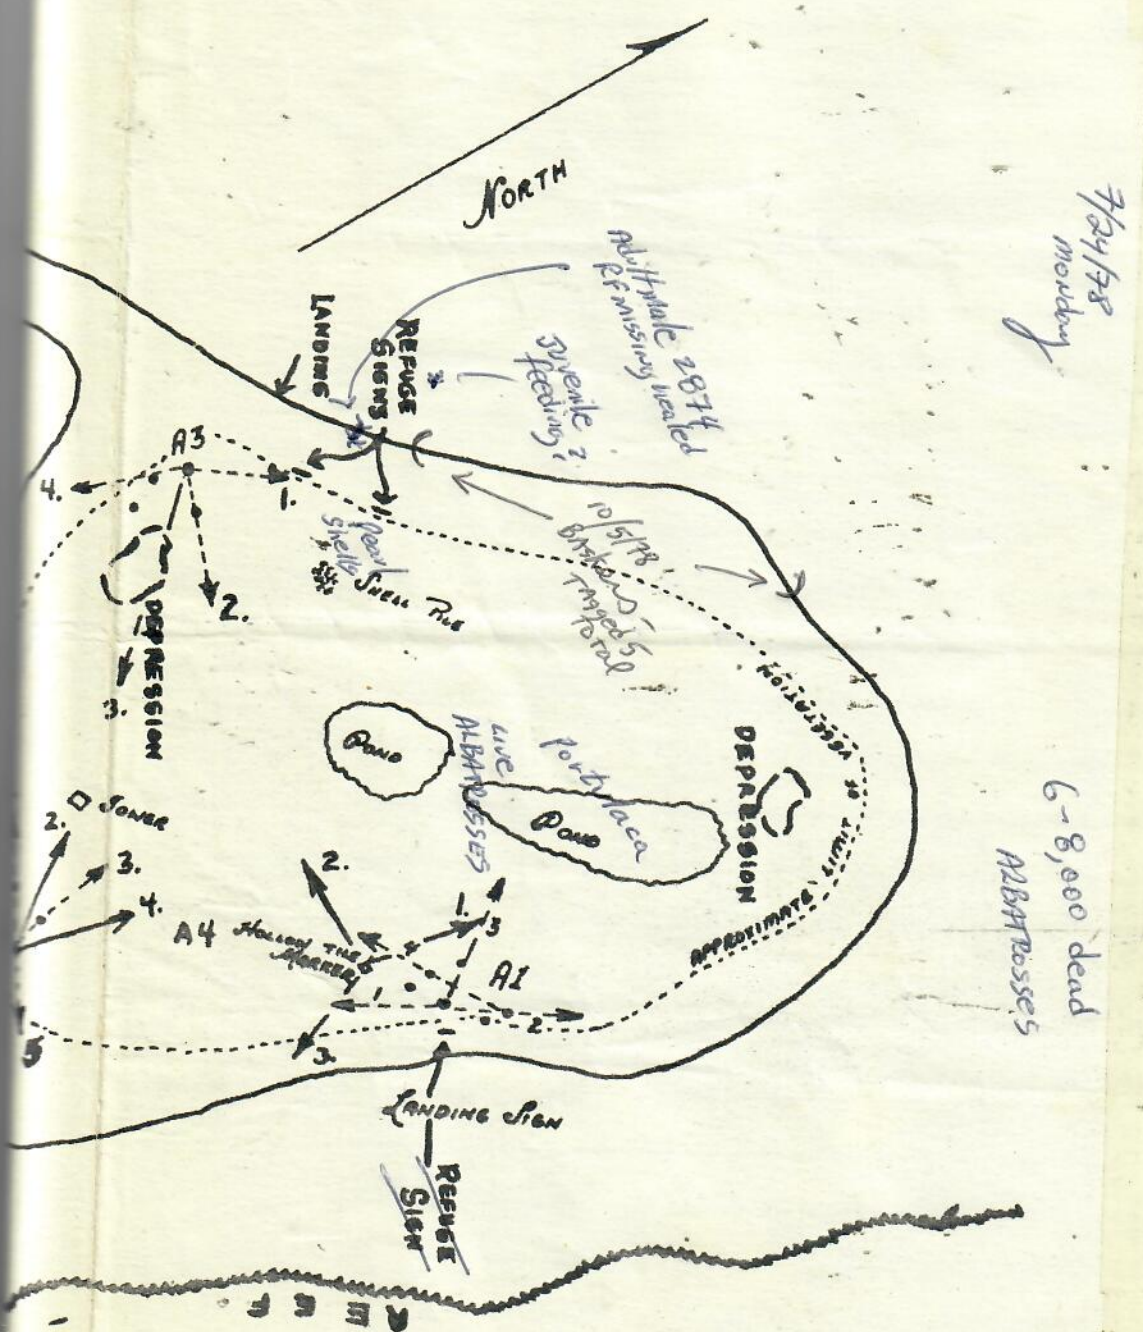 7/24/78
monday
NORTH
Adult male 2874
RF missing healed
Juvenile ?
feeding?
LANDING
REFUGE
SIGNS
10/5/78
BASKERS -
TAGGED 5
TOTAL
A3
4.
1.
2.
3.
DEPRESSION
Pearl
shells
SHELL PILE
POND
LIVE
ALBATROSSES
portulaca
POND
DEPRESSION
APPROXIMATE LIMIT OF VEGETATION
6-8,000 dead
ALBATROSSES
2.
3.
4.
5
A4
HOLLOW TILE
MARKER
2.
1.
3
4
A1
1
2
3.
LANDING SIGN
REFUGE
SIGN
REEF